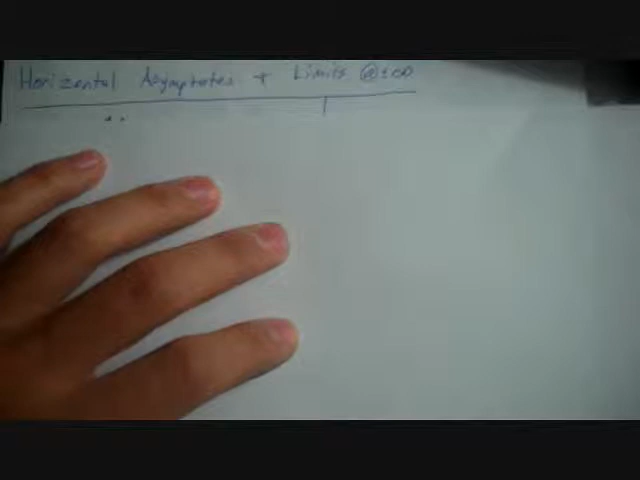 Horizontal Asymptotes + Limits @ ±∞